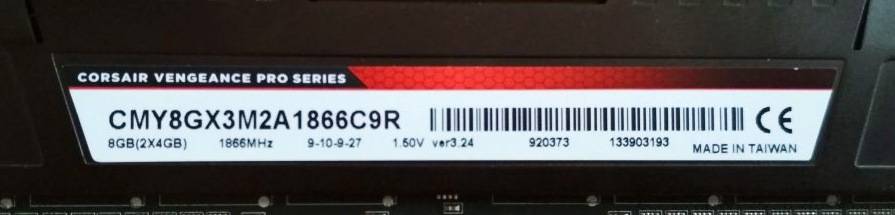 CORSAIR VENGEANCE PRO SERIES
CMY8GX3M2A1866C9R CE
8GB(2X4GB) 1866MHz 9-10-9-27 1.50V ver3.24 920373 133903193 MADE IN TAIWAN